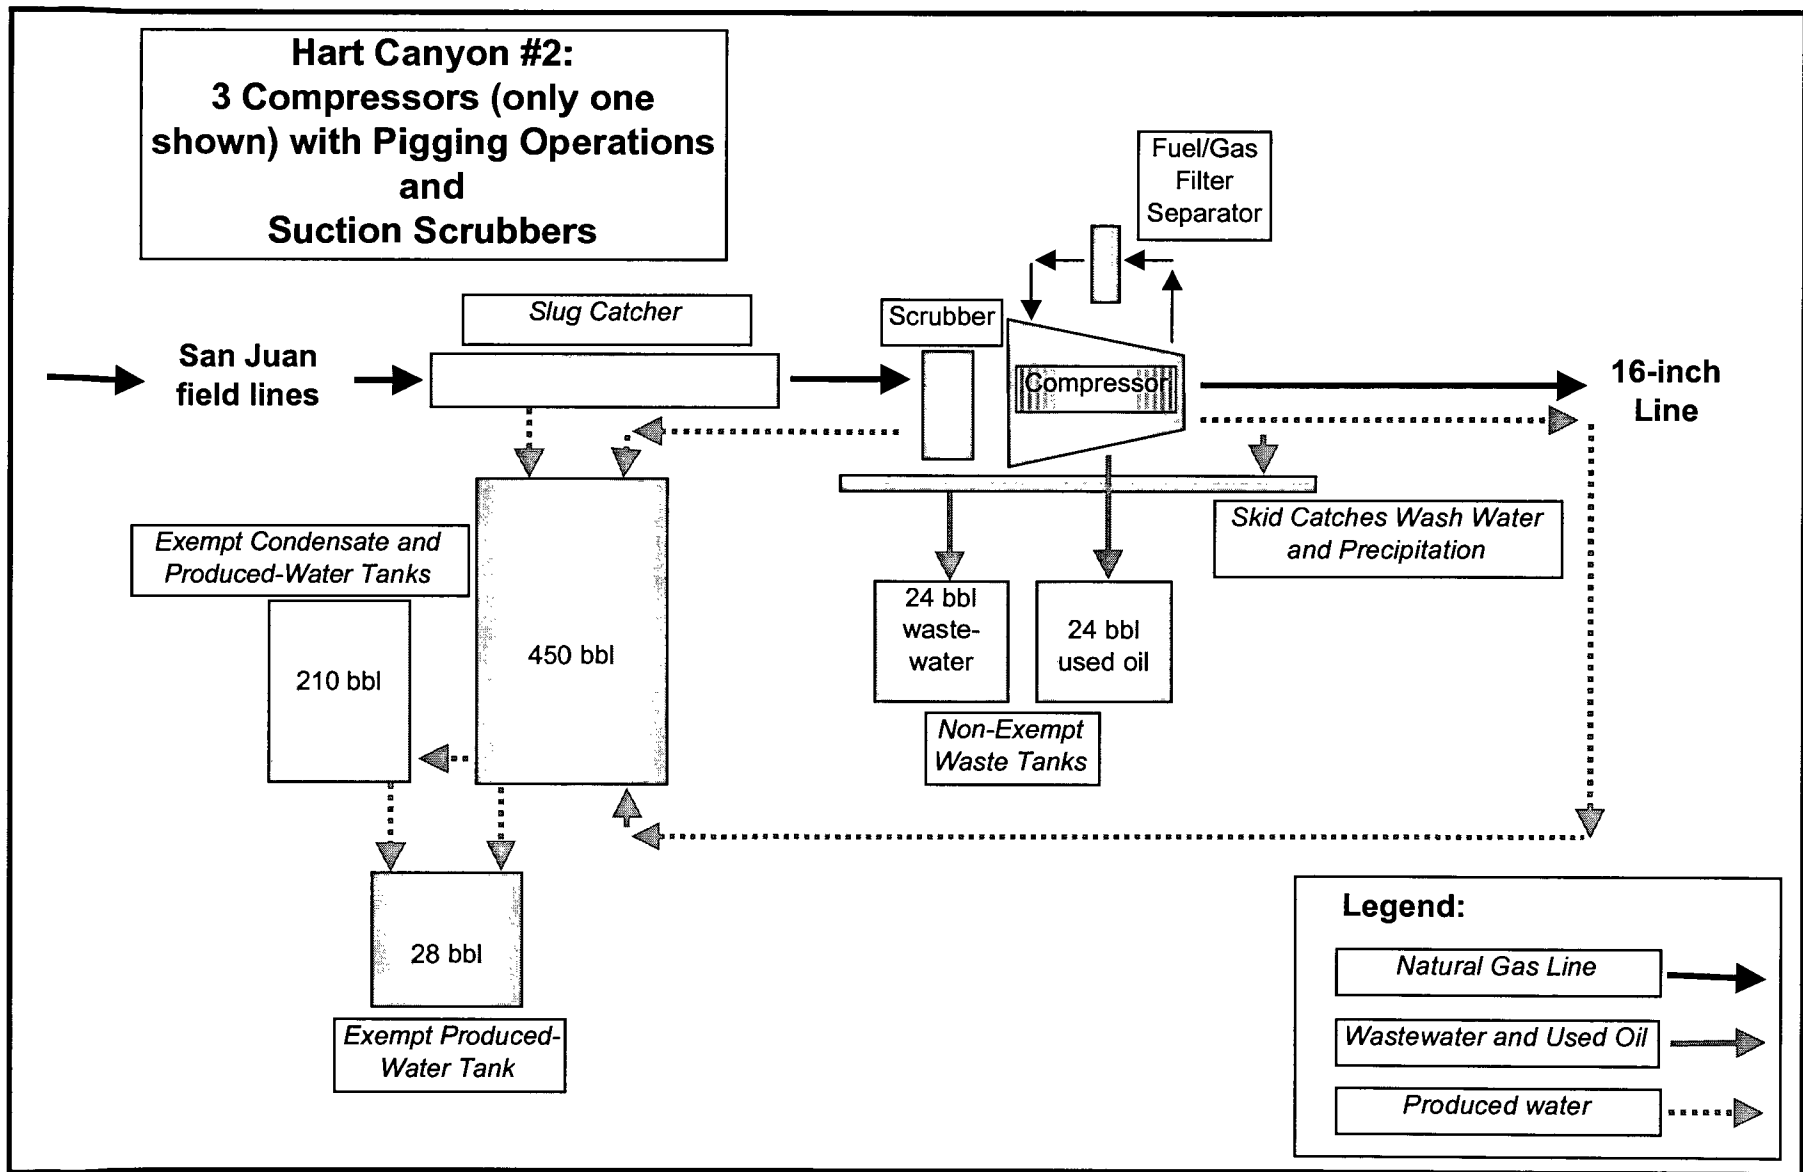 Hart Canyon #2:
3 Compressors (only one
shown) with Pigging Operations
and
Suction Scrubbers
Fuel/Gas
Filter
Separator
Slug Catcher
Scrubber
San Juan
field lines
Compressor
16-inch
Line
Skid Catches Wash Water
and Precipitation
Exempt Condensate and
Produced-Water Tanks
24 bbl
waste-
water
24 bbl
used oil
450 bbl
210 bbl
Non-Exempt
Waste Tanks
28 bbl
Exempt Produced-
Water Tank
Legend:
Natural Gas Line
Wastewater and Used Oil
Produced water